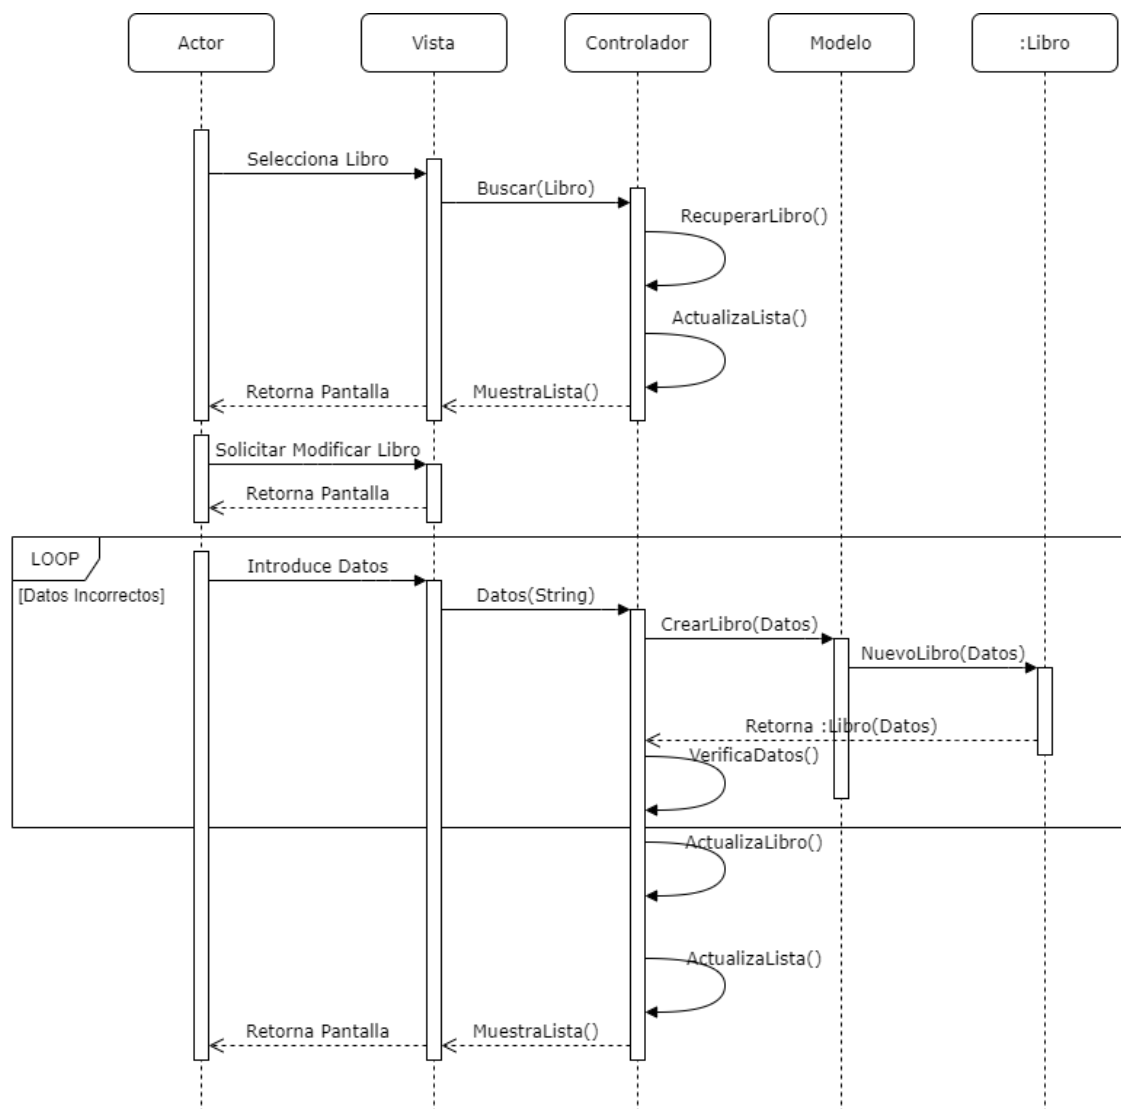 Actor
Vista
Controlador
Modelo
:Libro
Selecciona Libro
Buscar(Libro)
RecuperarLibro()
ActualizaLista()
Retorna Pantalla
MuestraLista()
Solicitar Modificar Libro
Retorna Pantalla
LOOP
[Datos Incorrectos]
Introduce Datos
Datos(String)
CrearLibro(Datos)
NuevoLibro(Datos)
Retorna :Libro(Datos)
VerificaDatos()
ActualizaLibro()
ActualizaLista()
Retorna Pantalla
MuestraLista()